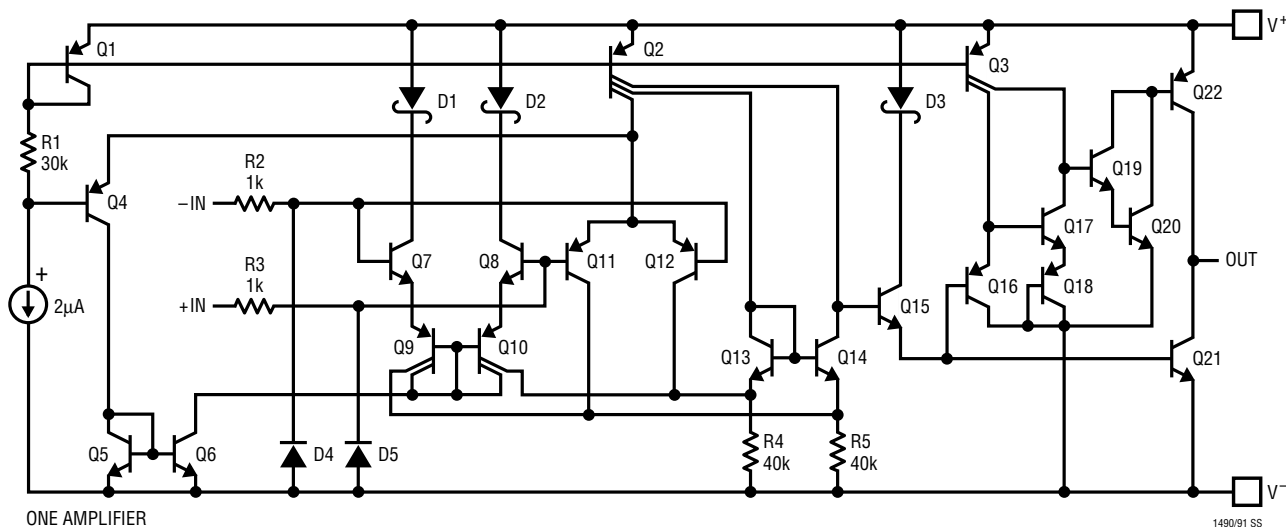 V+
Q1
Q2
Q3
Q22
D1
D2
D3
R1
30k
R2
1k
Q4
–IN
Q19
Q17
Q20
Q7
Q8
Q11
Q12
OUT
+
R3
1k
+IN
2µA
Q15
Q16
Q18
Q9
Q10
Q13
Q14
Q21
Q5
Q6
D4
D5
R4
40k
R5
40k
V–
ONE AMPLIFIER
1490/91 SS